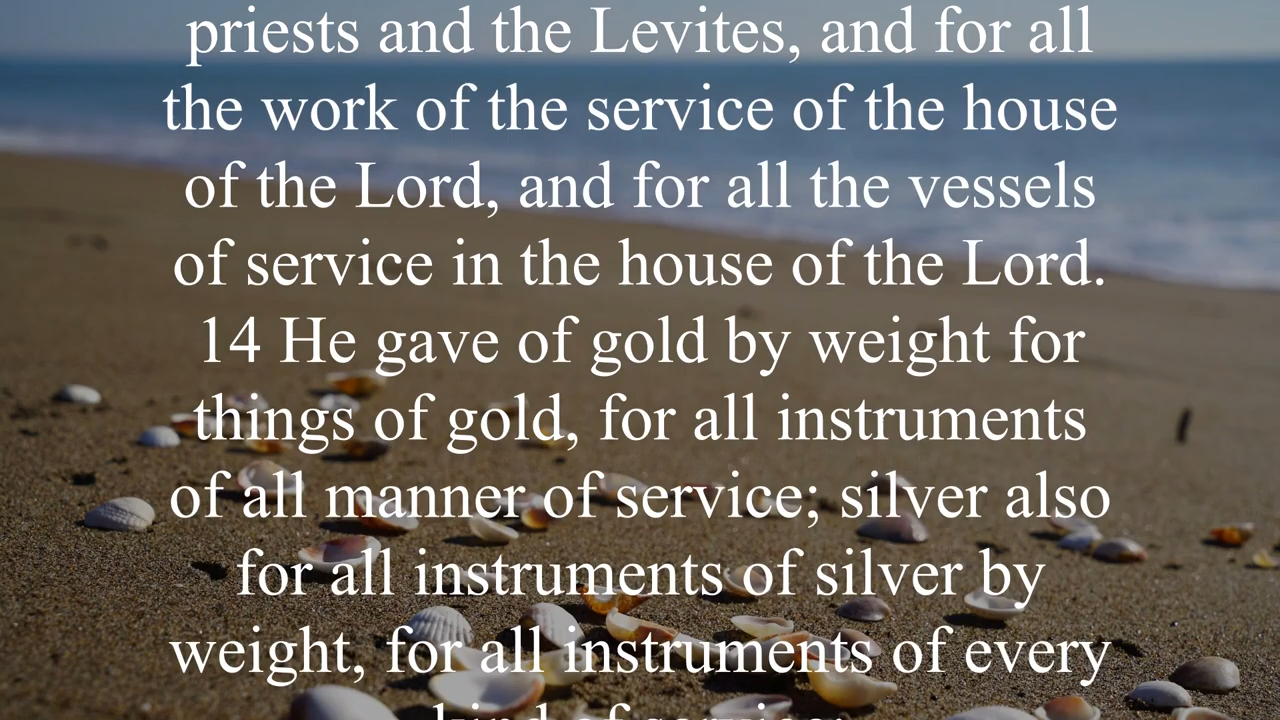 priests and the Levites, and for all
the work of the service of the house
of the Lord, and for all the vessels
of service in the house of the Lord.
14 He gave of gold by weight for
things of gold, for all instruments
of all manner of service; silver also
for all instruments of silver by
weight, for all instruments of every
kind of service: